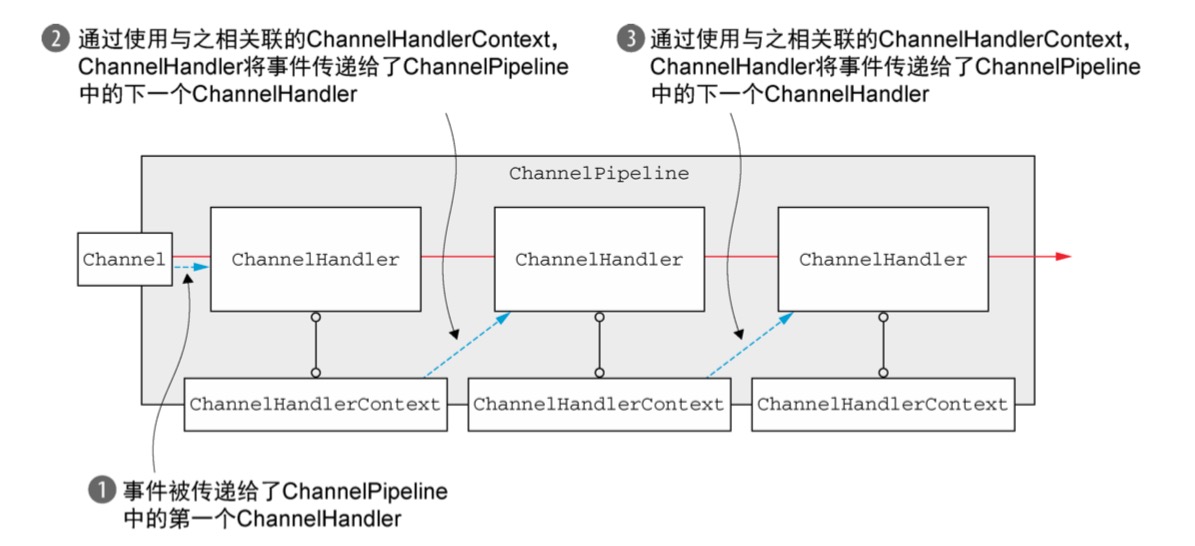 ❷ 通过使用与之相关联的ChannelHandlerContext,
ChannelHandler将事件传递给了ChannelPipeline
中的下一个ChannelHandler
❸ 通过使用与之相关联的ChannelHandlerContext,
ChannelHandler将事件传递给了ChannelPipeline
中的下一个ChannelHandler
ChannelPipeline
Channel
ChannelHandler
ChannelHandler
ChannelHandler
ChannelHandlerContext
ChannelHandlerContext
ChannelHandlerContext
❶ 事件被传递给了ChannelPipeline
中的第一个ChannelHandler